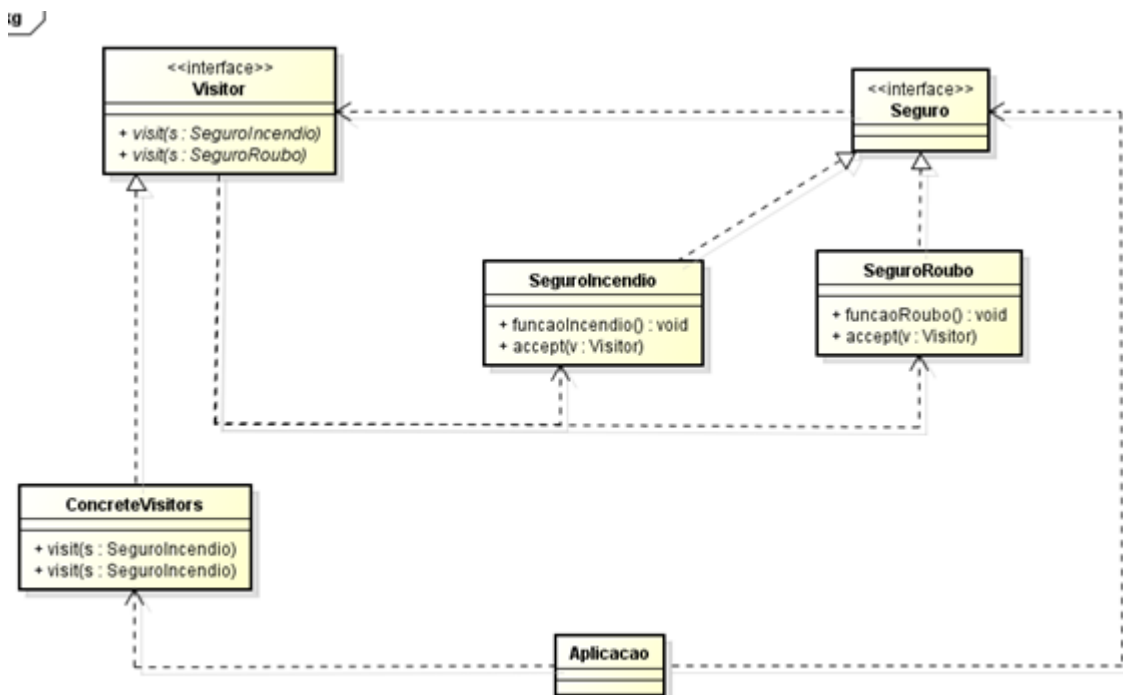 <<interface>>
Visitor
+ visit(s : SeguroIncendio)
+ visit(s : SeguroRoubo)
<<interface>>
Seguro
SeguroIncendio
+ funcaoIncendio() : void
+ accept(v : Visitor)
SeguroRoubo
+ funcaoRoubo() : void
+ accept(v : Visitor)
ConcreteVisitors
+ visit(s : SeguroIncendio)
+ visit(s : SeguroIncendio)
Aplicacao